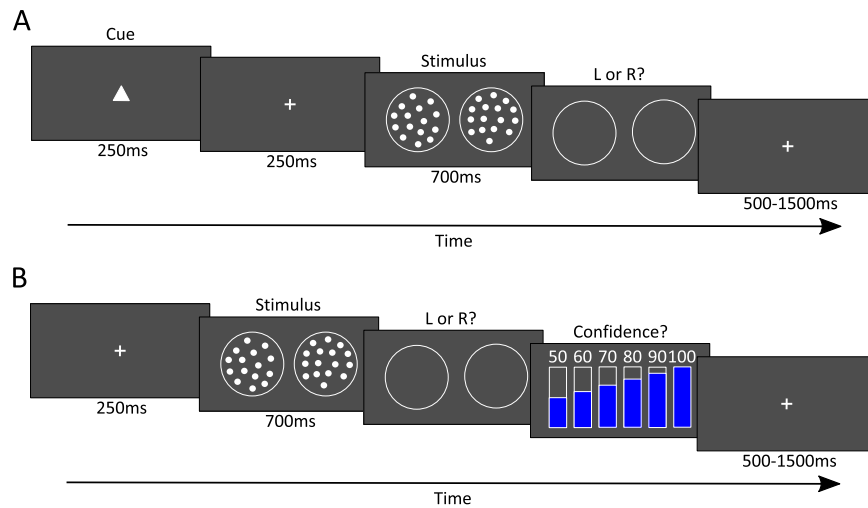 A
Cue
Stimulus
L or R?
250ms
250ms
700ms
500-1500ms
Time
B
Stimulus
L or R?
Confidence?
50 60 70 80 90 100
250ms
700ms
500-1500ms
Time